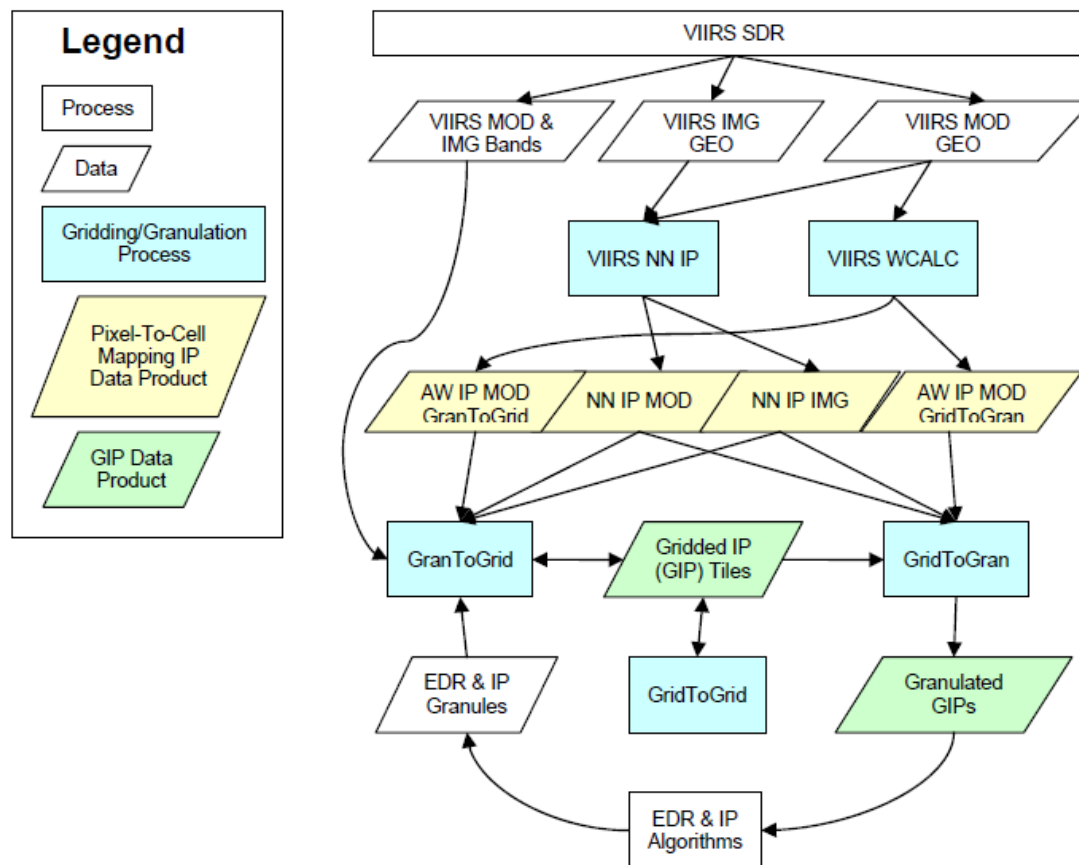 Legend
Process
Data
Gridding/Granulation
Process
Pixel-To-Cell
Mapping IP
Data Product
GIP Data
Product
VIIRS SDR
VIIRS MOD &
IMG Bands
VIIRS IMG
GEO
VIIRS MOD
GEO
VIIRS NN IP
VIIRS WCALC
AW IP MOD
GranToGrid
NN IP MOD
NN IP IMG
AW IP MOD
GridToGran
GranToGrid
Gridded IP
(GIP) Tiles
GridToGran
EDR & IP
Granules
GridToGrid
Granulated
GIPs
EDR & IP
Algorithms